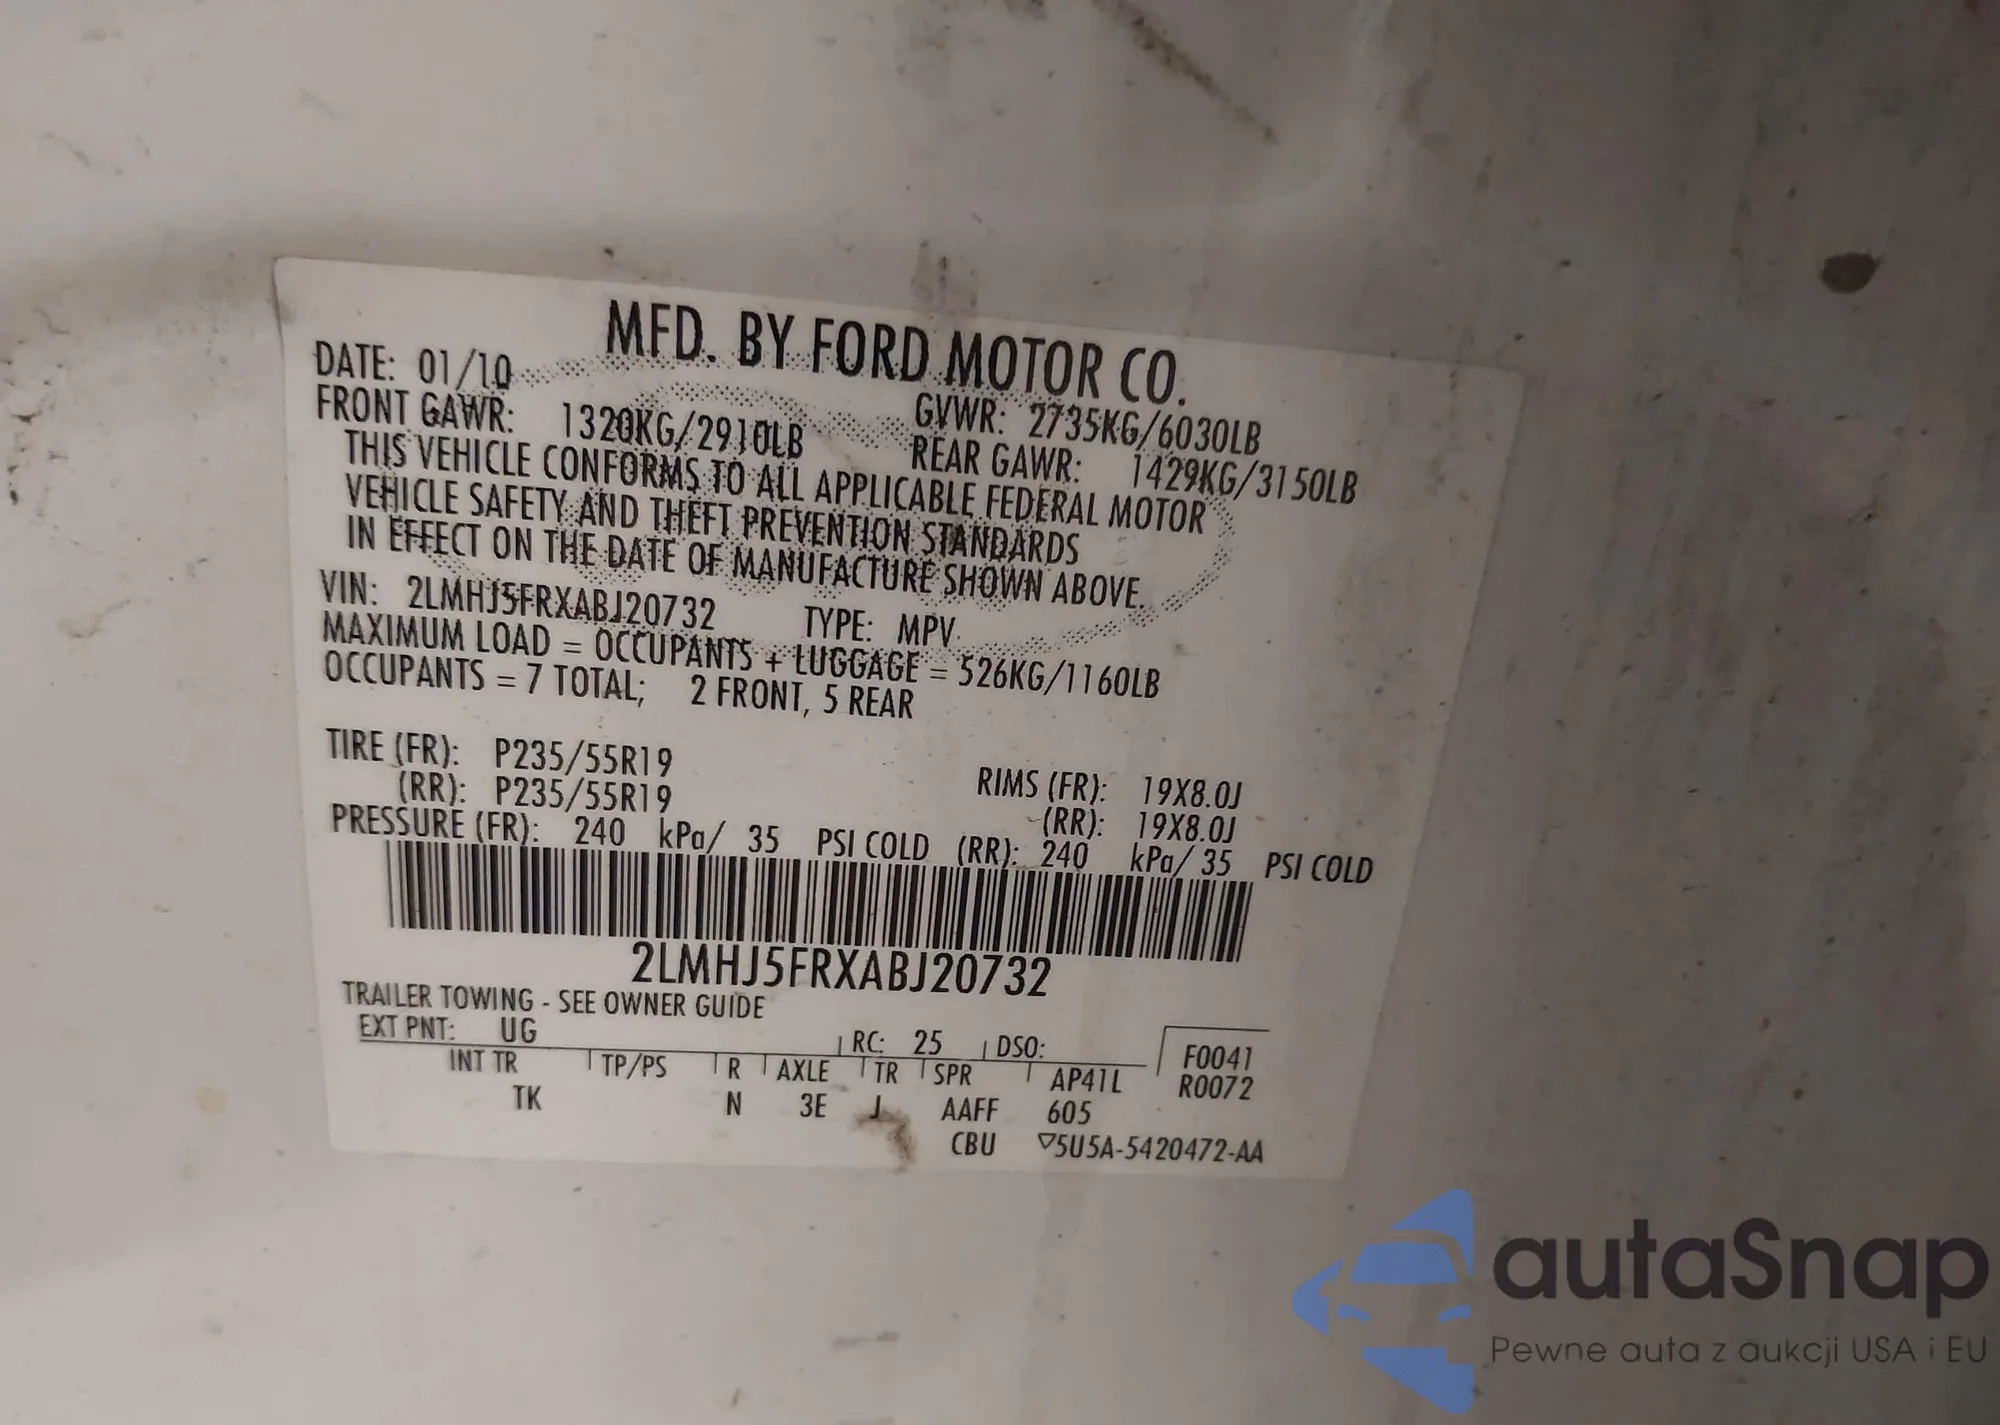 MFD. BY FORD MOTOR CO.
DATE: 01/10 GVWR: 2735KG/6030LB
FRONT GAWR: 1320KG/2910LB REAR GAWR: 1429KG/3150LB
THIS VEHICLE CONFORMS TO ALL APPLICABLE FEDERAL MOTOR
VEHICLE SAFETY AND THEFT PREVENTION STANDARDS
IN EFFECT ON THE DATE OF MANUFACTURE SHOWN ABOVE.
VIN: 2LMHJ5FRXABJ20732 TYPE: MPV
MAXIMUM LOAD = OCCUPANTS + LUGGAGE = 526KG/1160LB
OCCUPANTS = 7 TOTAL; 2 FRONT, 5 REAR
TIRE (FR): P235/55R19 RIMS (FR): 19X8.0J
(RR): P235/55R19 (RR): 19X8.0J
PRESSURE (FR): 240 kPa/ 35 PSI COLD (RR): 240 kPa/ 35 PSI COLD
2LMHJ5FRXABJ20732
TRAILER TOWING - SEE OWNER GUIDE
EXT PNT: UG RC: 25 DSO: F0041
INT TR TP/PS R AXLE TR SPR AP41L R0072
TK N 3E J AAFF 605
CBU ▽5U5A-5420472-AA
autaSnap
Pewne auta z aukcji USA i EU